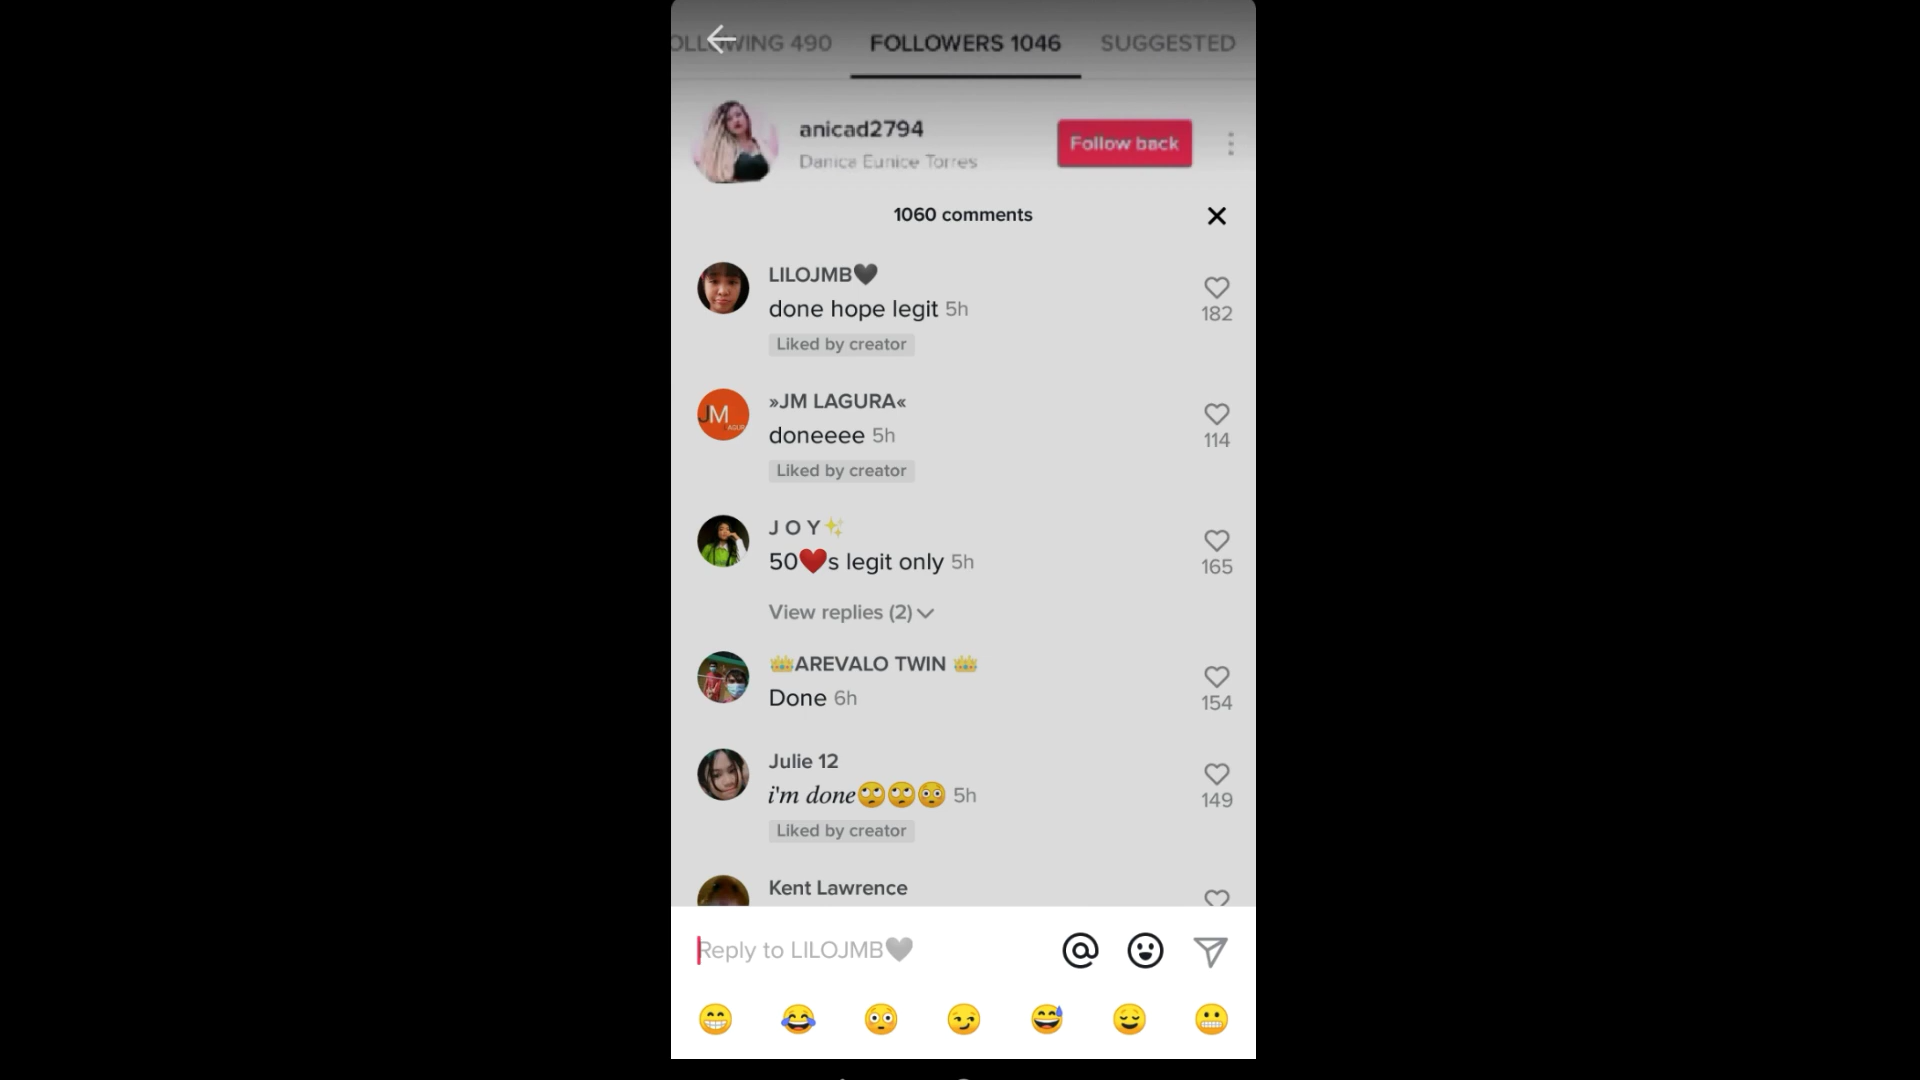 OLLOWING 490 FOLLOWERS 1046 SUGGESTED
anicad2794
Danica Eunice Torres
Follow back
1060 comments
LILOJMB🖤
done hope legit 5h
182
Liked by creator
JM
»JM LAGURA«
doneeee 5h
114
Liked by creator
J O Y✨
50❤️s legit only 5h
165
View replies (2)
👑AREVALO TWIN 👑
Done 6h
154
Julie 12
i'm done🙄🙄😳 5h
149
Liked by creator
Kent Lawrence
Reply to LILOJMB🖤